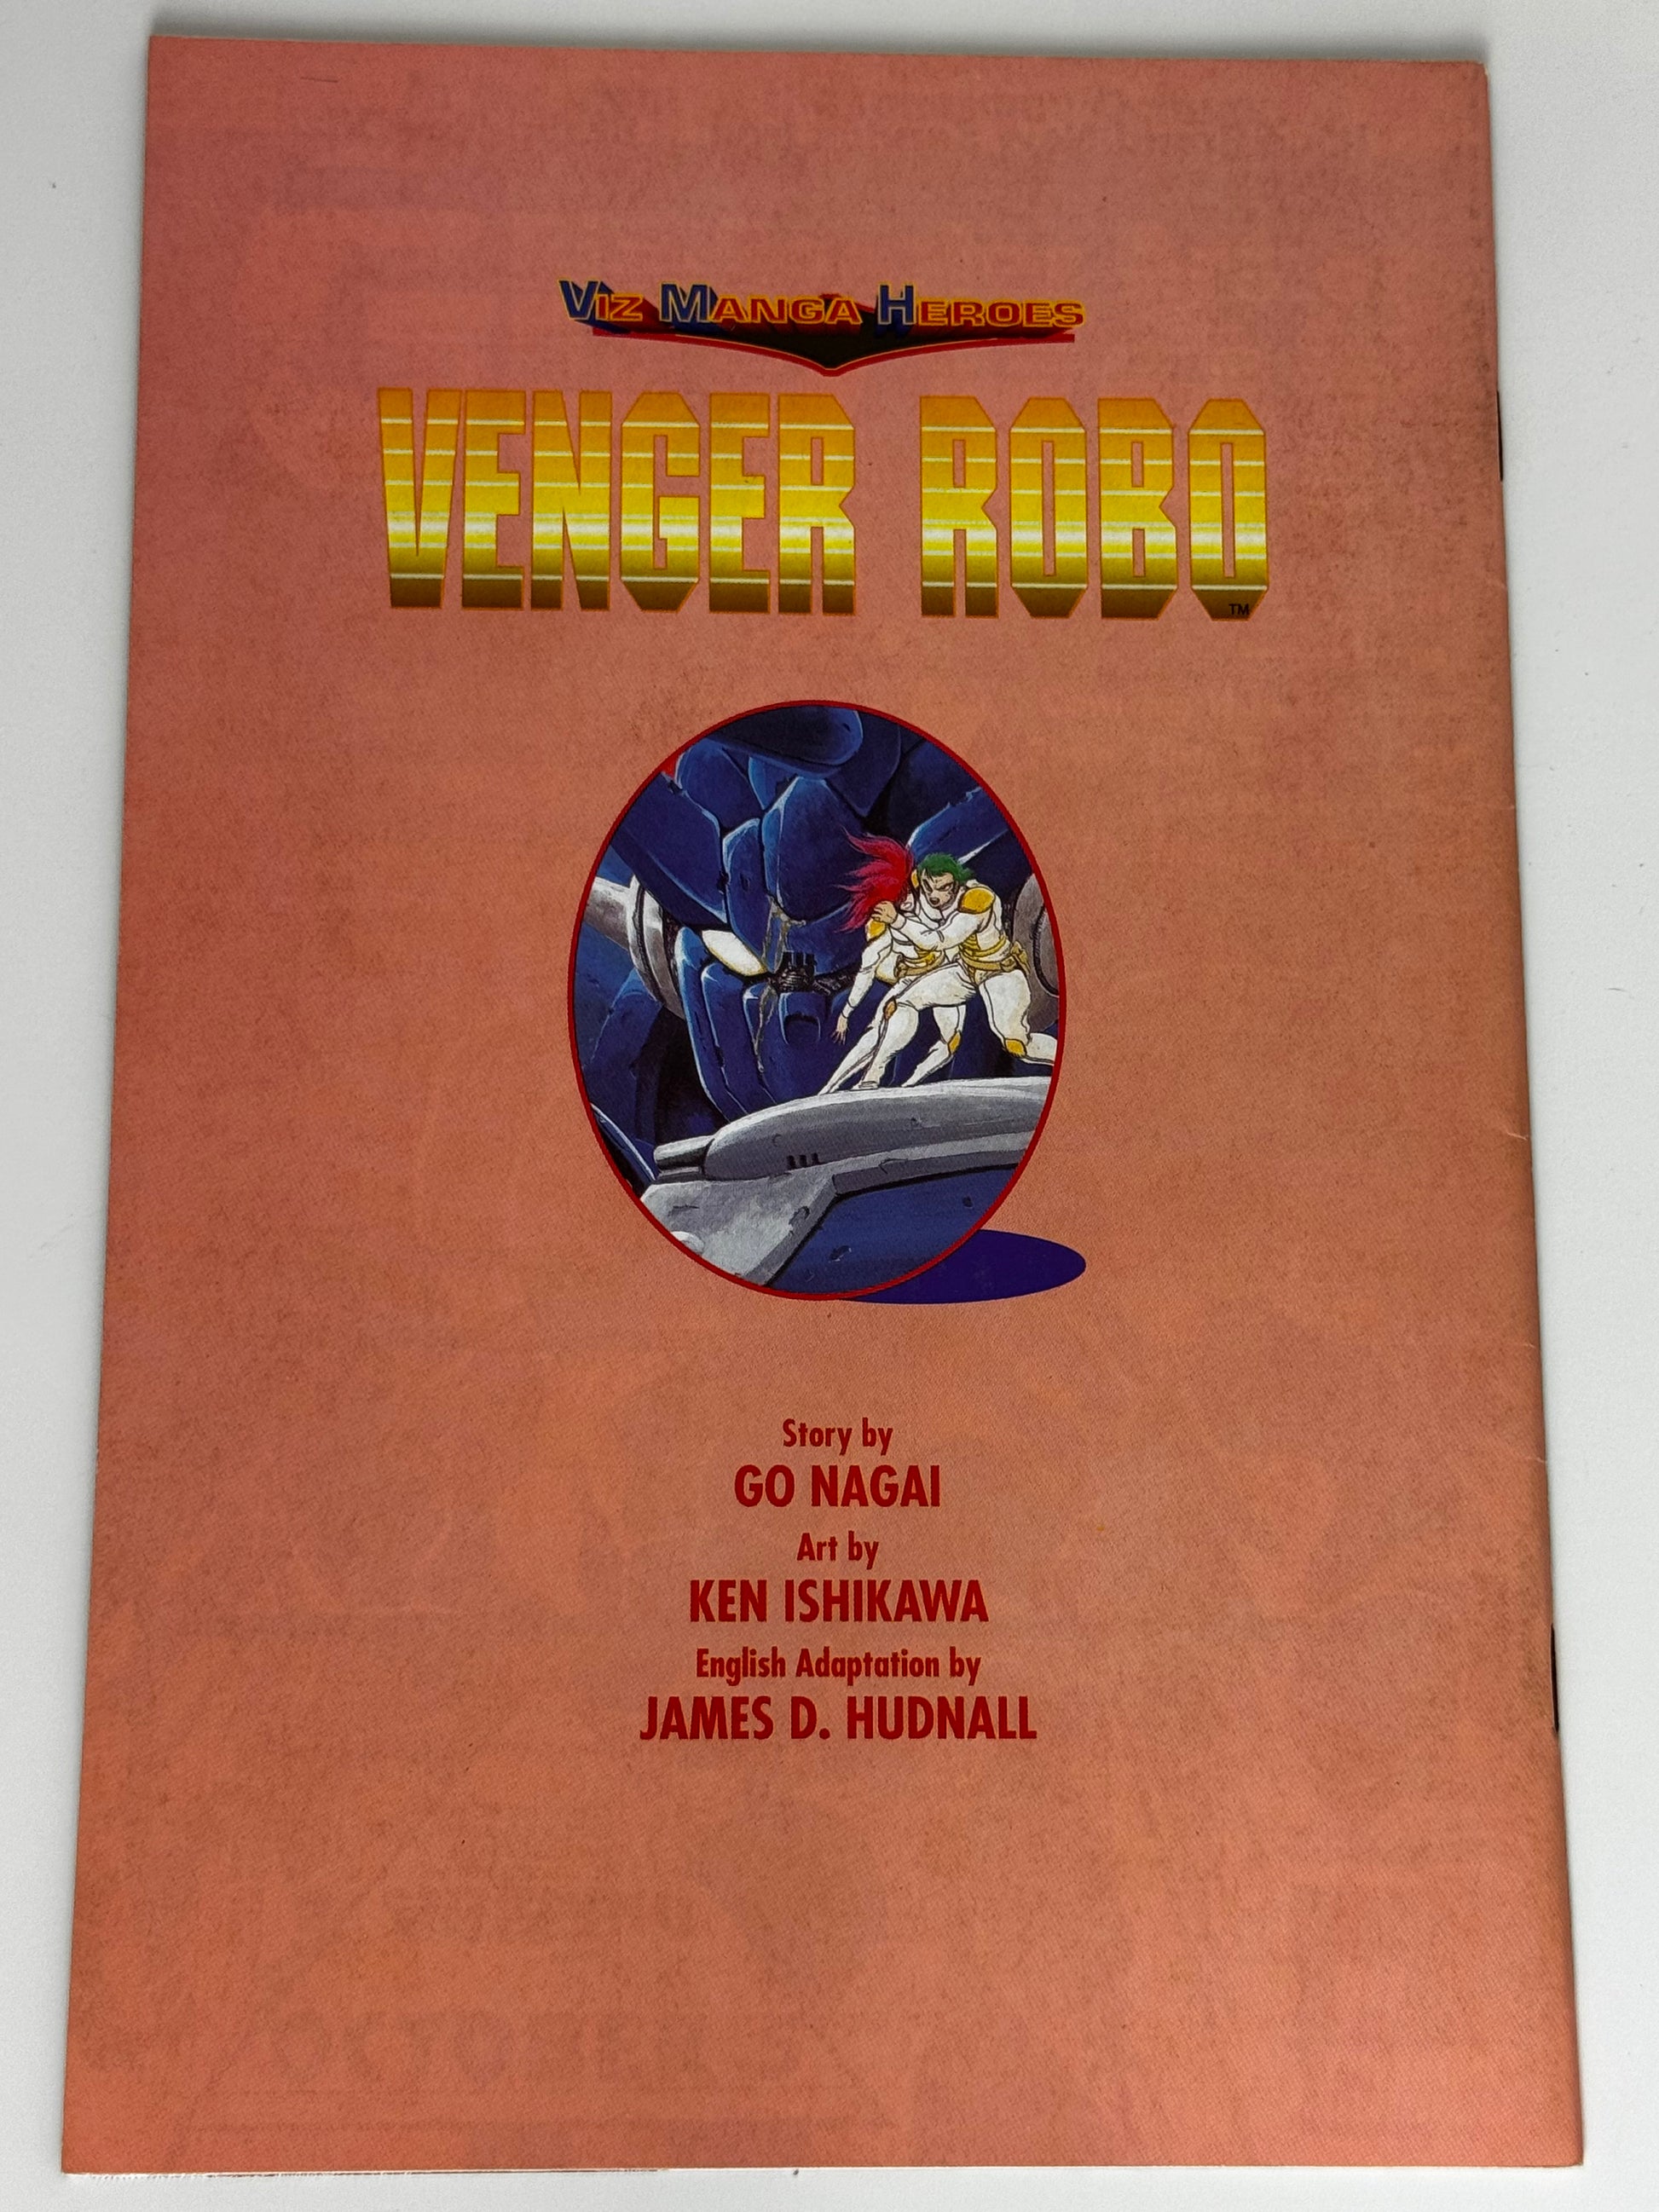 VIZ MANGA HEROES
VENGER ROBO
TM
Story by
GO NAGAI
Art by
KEN ISHIKAWA
English Adaptation by
JAMES D. HUDNALL